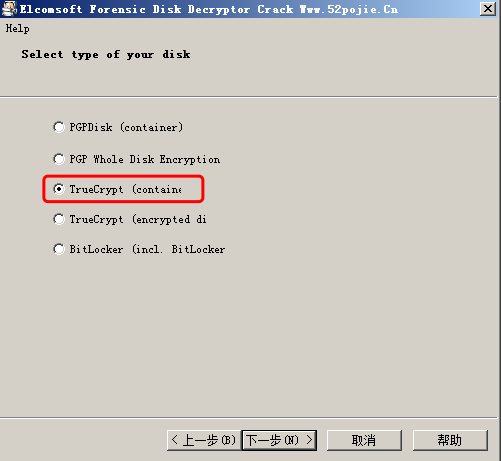 Elcomsoft Forensic Disk Decryptor Crack Www.52pojie.Cn
Help
Select type of your disk
PGPDisk (container)
PGP Whole Disk Encryption
TrueCrypt (containe
TrueCrypt (encrypted di
BitLocker (incl. BitLocker
< 上一步(B) 下一步(N) > 取消 帮助